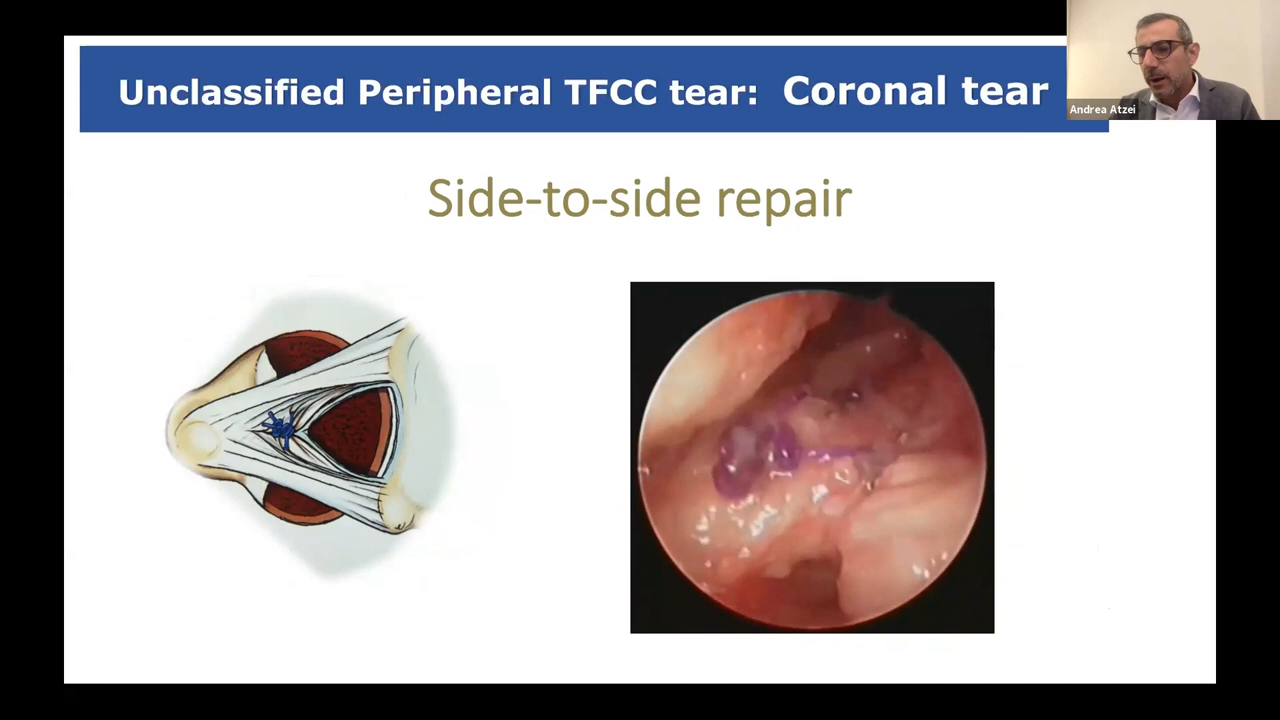 Unclassified Peripheral TFCC tear: Coronal tear
Andrea Atzei
Side-to-side repair